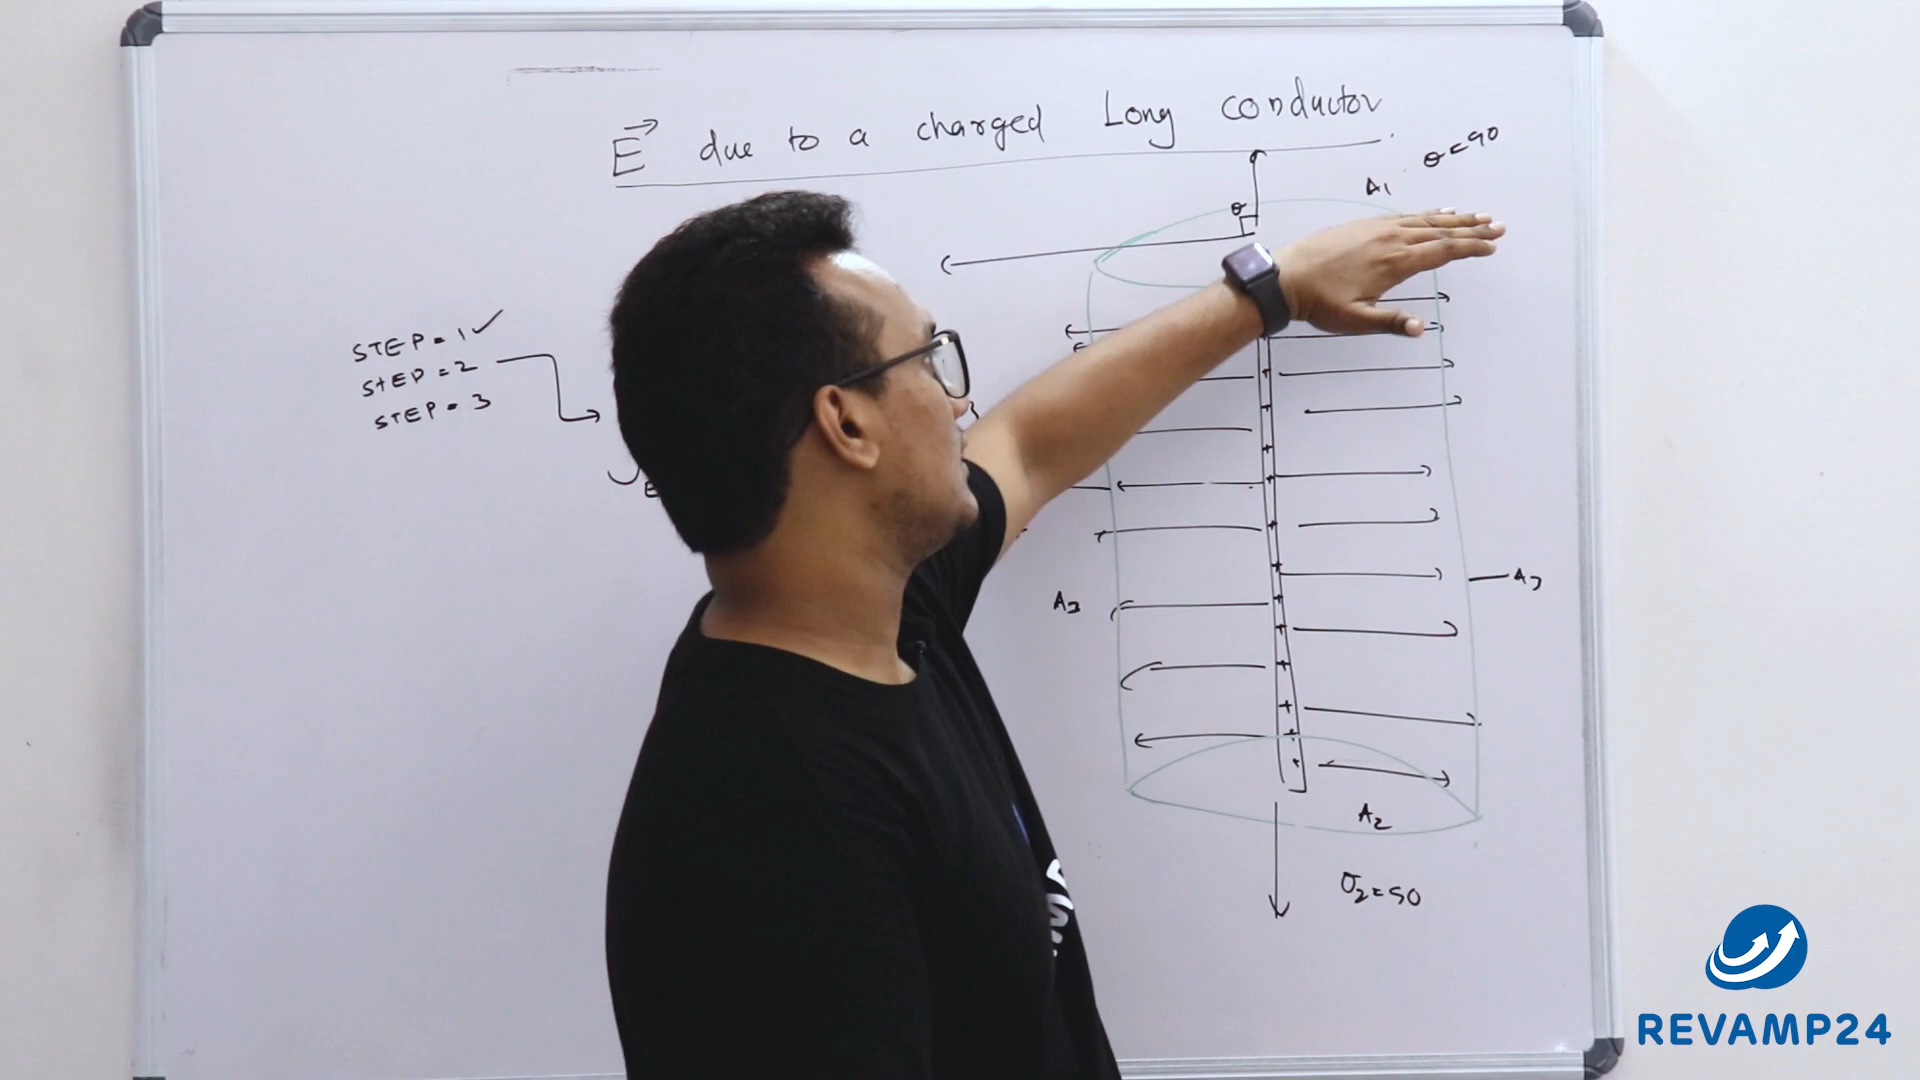 E due to a charged Long conductor
θ = 90
A1
θ
STEP = 1 ✓
STEP = 2
STEP = 3
E
A3
A3
A2
θ2 = 90
REVAMP24